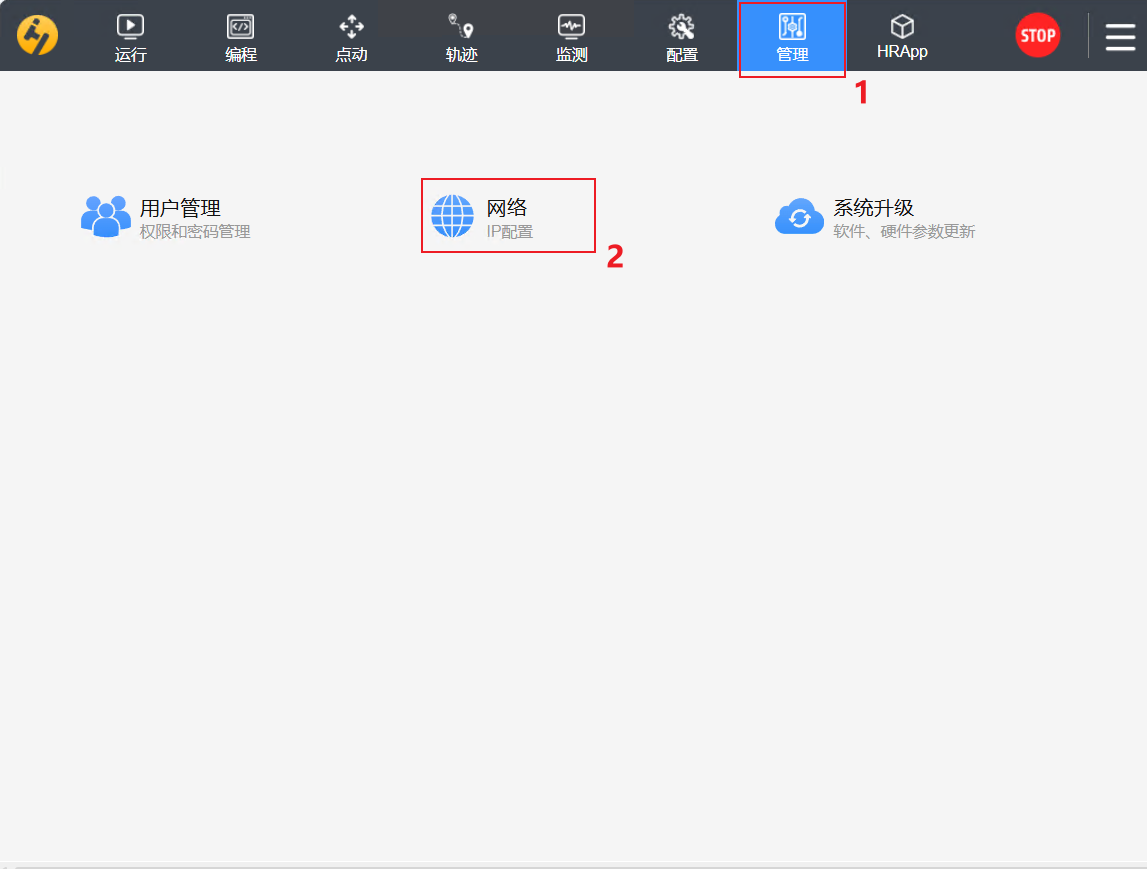 运行
编程
点动
轨迹
监测
配置
管理
HRApp
STOP
1
用户管理
权限和密码管理
网络
IP配置
2
系统升级
软件、硬件参数更新